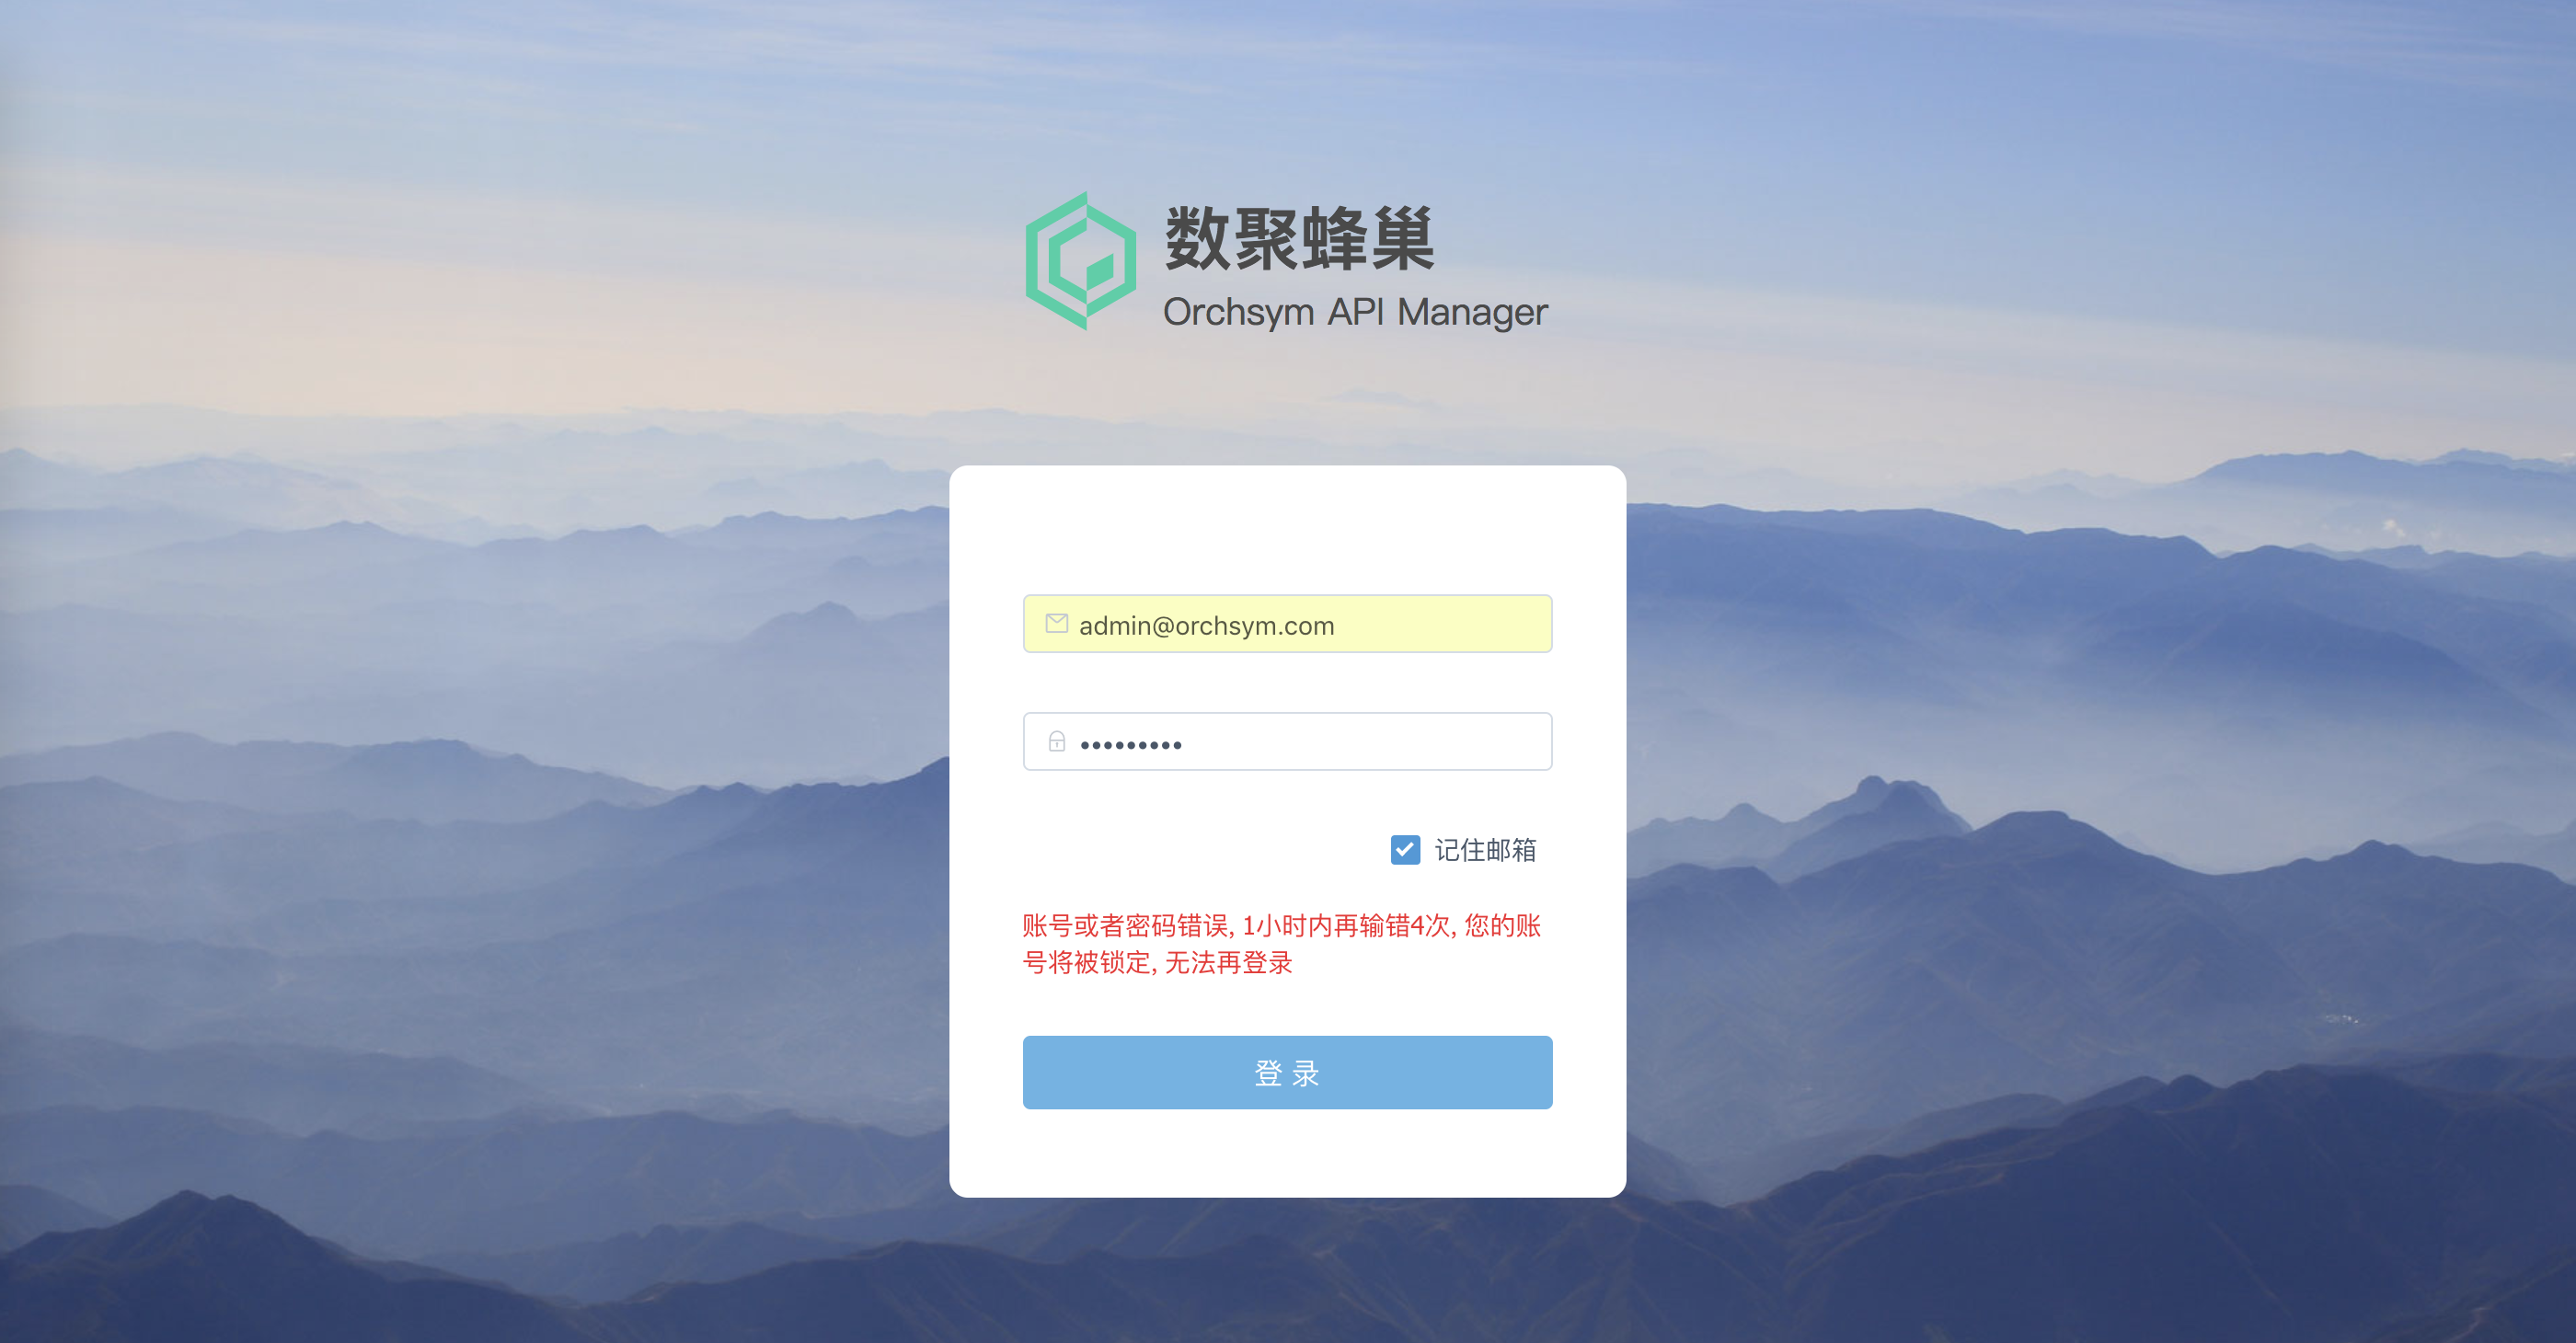 数聚蜂巢
Orchsym API Manager
admin@orchsym.com
•••••••••
记住邮箱
账号或者密码错误, 1小时内再输错4次, 您的账
号将被锁定, 无法再登录
登 录